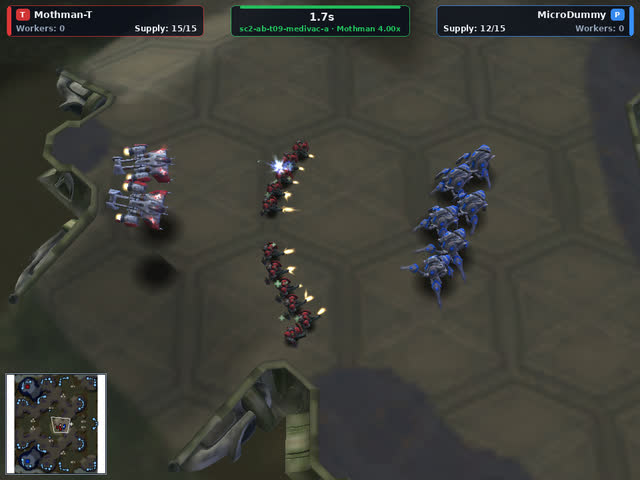 T Mothman-T
Workers: 0 Supply: 15/15
1.7s
sc2-ab-t09-medivac-a · Mothman 4.00x
MicroDummy P
Supply: 12/15 Workers: 0